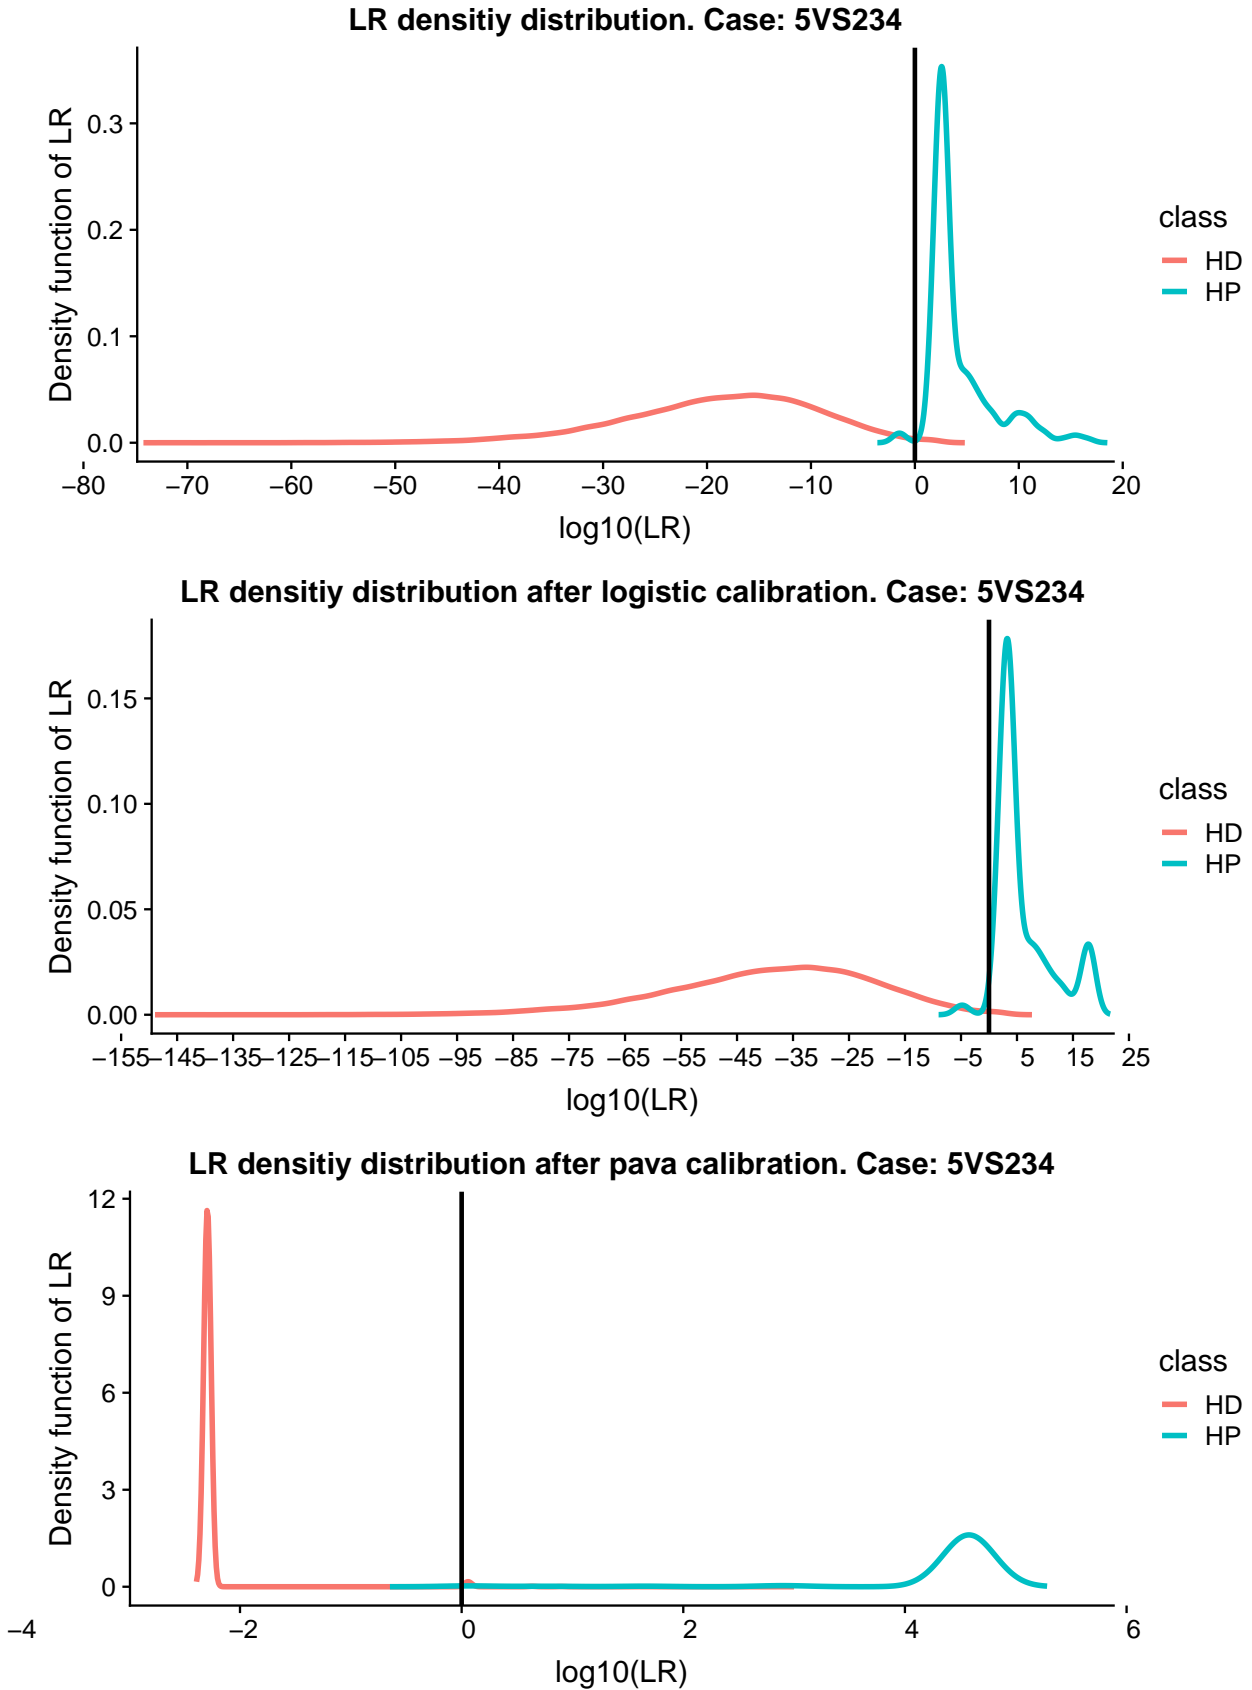 LR densitiy distribution. Case: 5VS234
Density function of LR
0.3
0.2
0.1
0.0
−80 −70 −60 −50 −40 −30 −20 −10 0 10 20
log10(LR)
class
HD
HP
LR densitiy distribution after logistic calibration. Case: 5VS234
Density function of LR
0.15
0.10
0.05
0.00
−155 −145 −135 −125 −115 −105 −95 −85 −75 −65 −55 −45 −35 −25 −15 −5 5 15 25
log10(LR)
class
HD
HP
LR densitiy distribution after pava calibration. Case: 5VS234
Density function of LR
12
9
6
3
0
−4 −2 0 2 4 6
log10(LR)
class
HD
HP